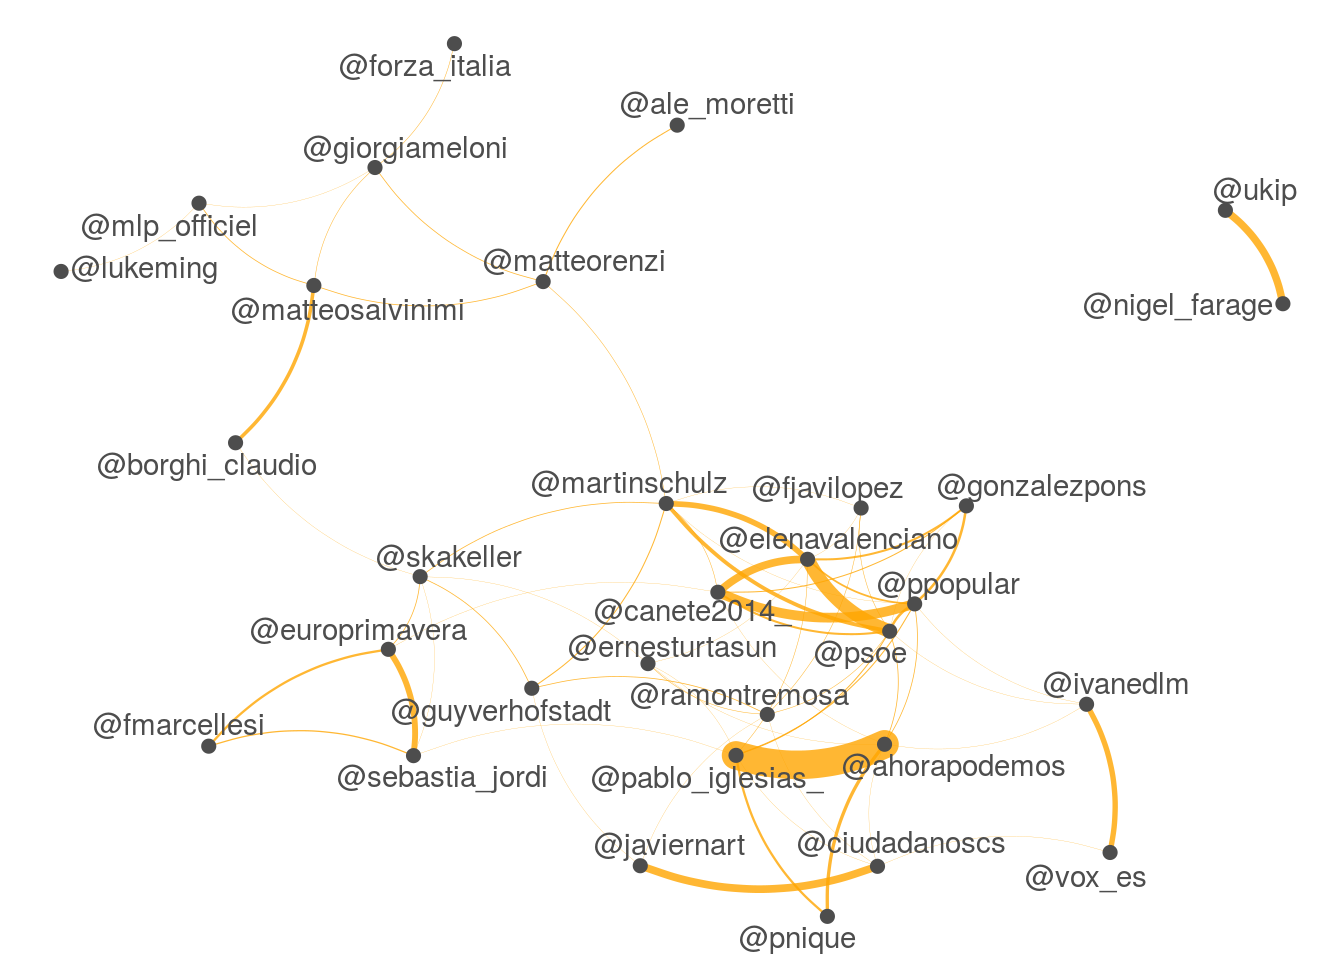 @forza_italia
@ale_moretti
@giorgiameloni
@ukip
@mlp_officiel
@lukeming
@matteorenzi
@matteosalvinimi
@nigel_farage
@borghi_claudio
@martinschulz
@fjavilopez
@gonzalezpons
@elenavalenciano
@skakeller
@ppopular
@canete2014_
@europrimavera
@ernesturtasun
@psoe
@ivanedlm
@ramontremosa
@guyverhofstadt
@fmarcellesi
@ahorapodemos
@sebastia_jordi
@pablo_iglesias_
@javiernart
@ciudadanoscs
@vox_es
@pnique